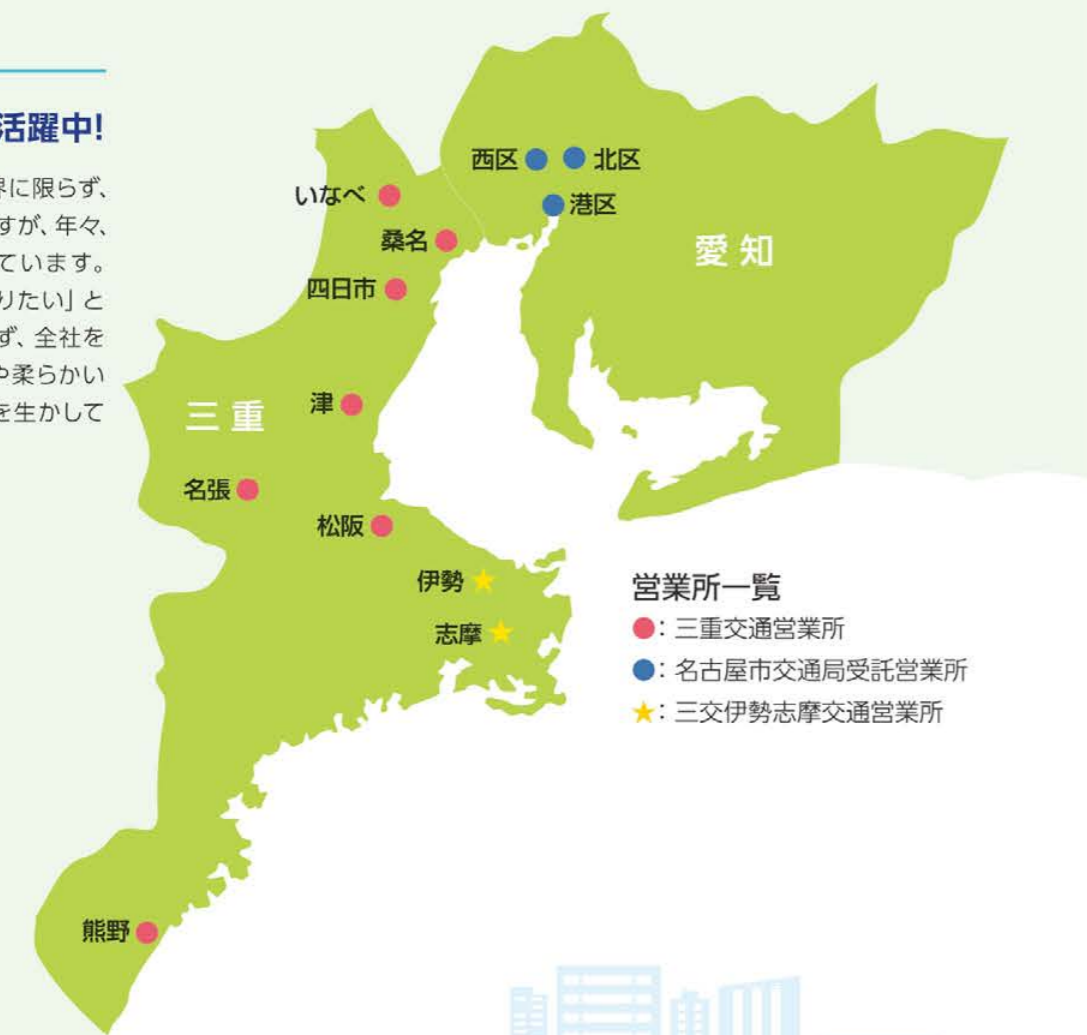 活躍中!
界に限らず、
すが、年々、
ています。
りたい」と
ず、全社を
や柔らかい
を生かして
西区
北区
港区
愛知
いなべ
桑名
四日市
津
三重
名張
松阪
伊勢
志摩
熊野
営業所一覧
●：三重交通営業所
●：名古屋市交通局受託営業所
★：三交伊勢志摩交通営業所